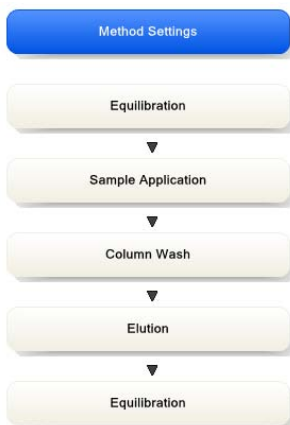 Method Settings
Equilibration
Sample Application
Column Wash
Elution
Equilibration